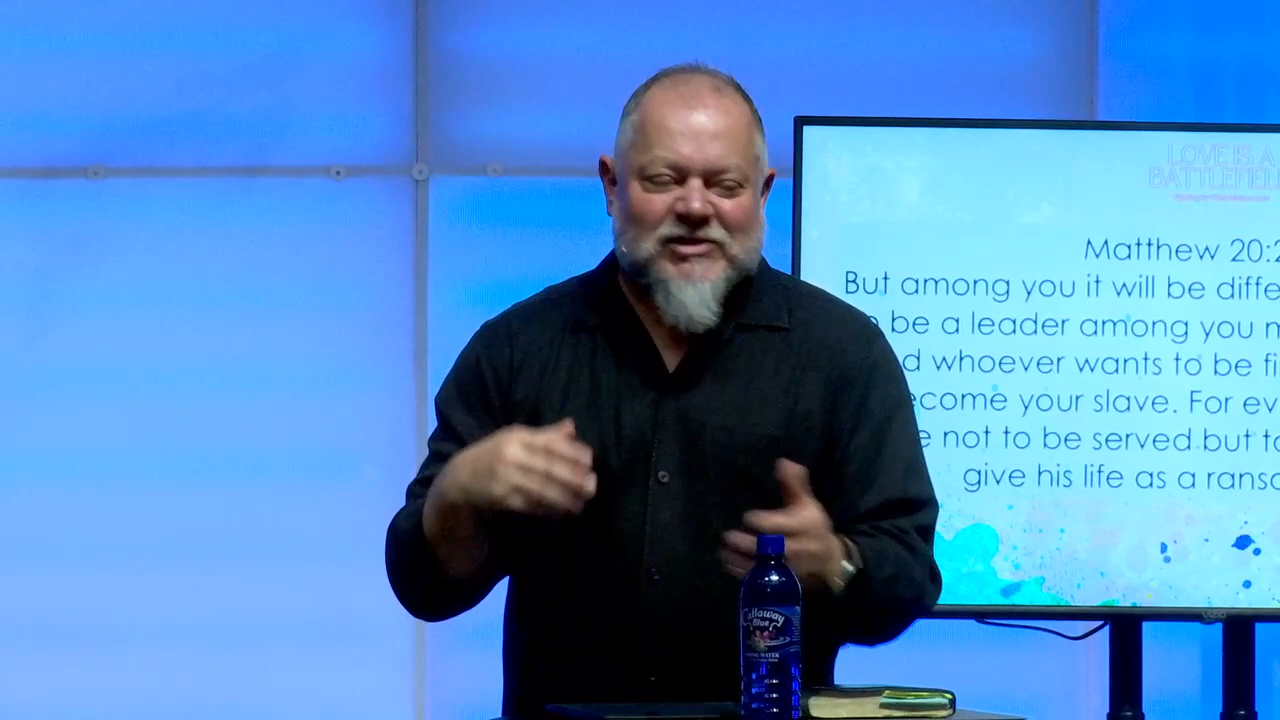 LOVE IS A
BATTLEFIEL
Matthew 20:2
But among you it will be diffe
be a leader among you m
d whoever wants to be fi
ecome your slave. For ev
e not to be served but to
give his life as a ranso
Callaway
Blue
WATER